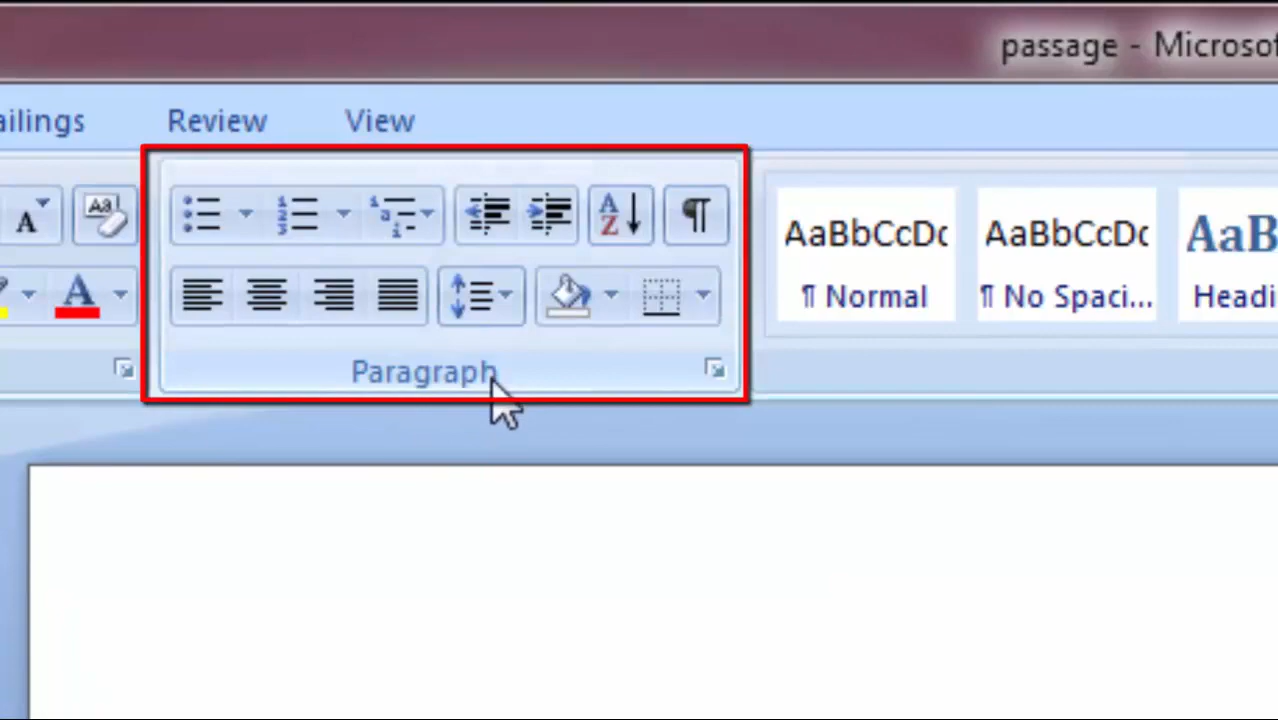 passage - Microsof
ailings Review View
AaBbCcDc AaBbCcDc AaB
¶ Normal ¶ No Spaci... Headi
Paragraph